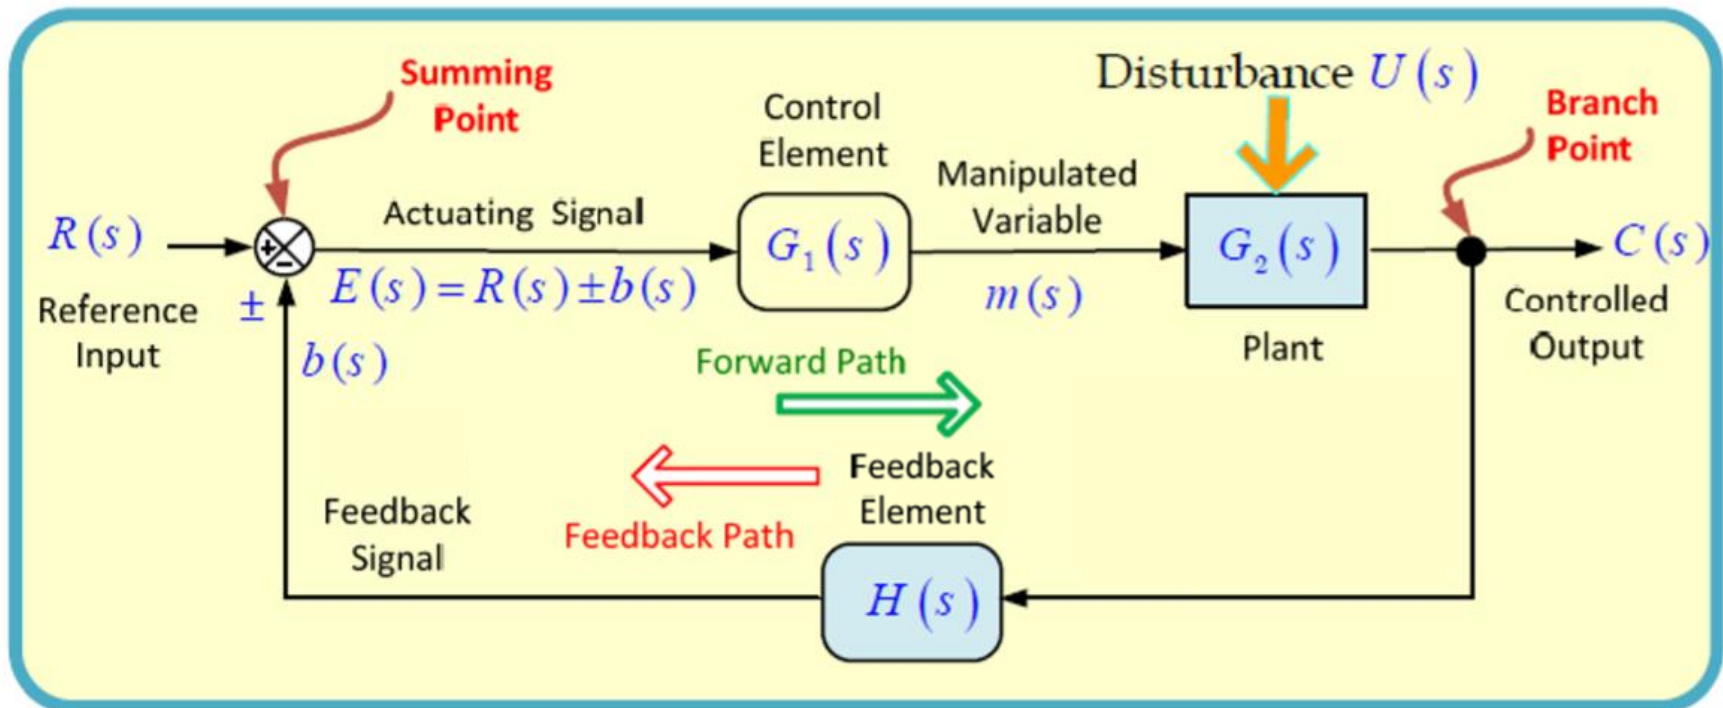 Summing
Point
Disturbance U(s)
Control
Element
Branch
Point
Manipulated
Variable
Actuating Signal
R(s)
+
−
G₁(s)
G₂(s)
C(s)
E(s)=R(s)±b(s)
m(s)
Reference
Input
±
b(s)
Plant
Controlled
Output
Forward Path
Feedback
Element
Feedback Path
Feedback
Signal
H(s)